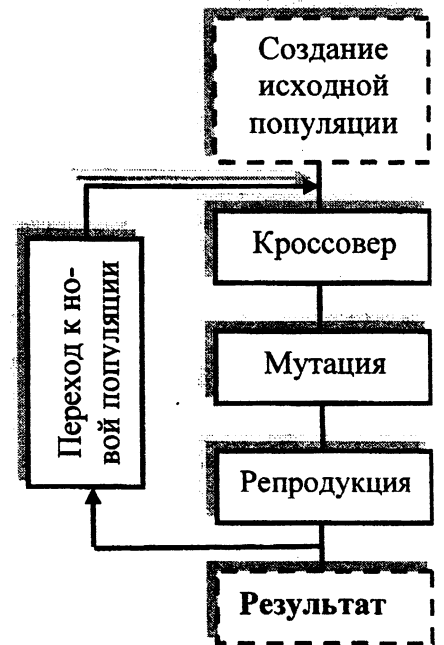 Создание
исходной
популяции
Кроссовер
Мутация
Репродукция
Переход к но-
вой популяции
Результат